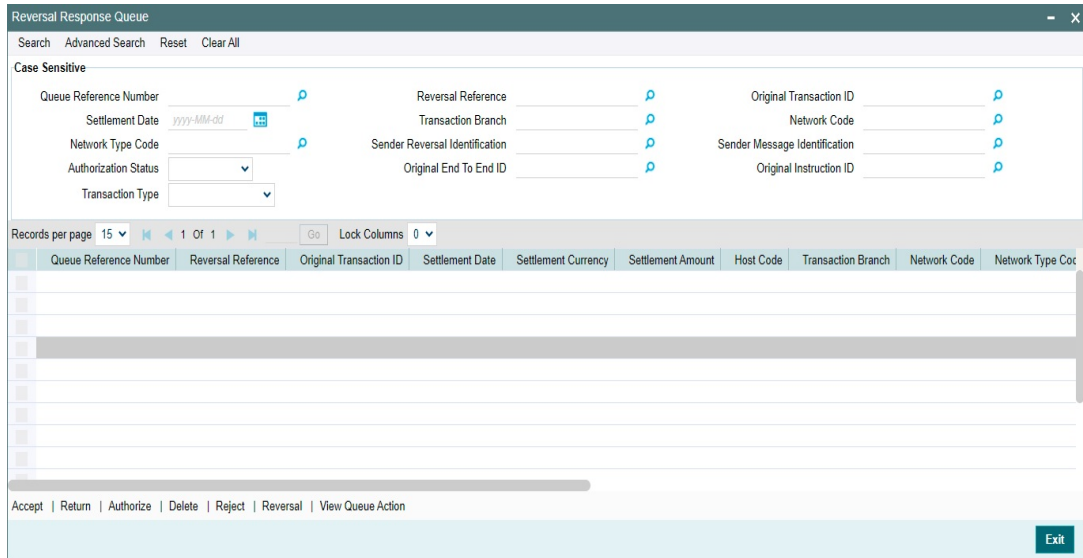 Reversal Response Queue
Search Advanced Search Reset Clear All
Case Sensitive
Queue Reference Number Reversal Reference Original Transaction ID
Settlement Date yyyy-MM-dd Transaction Branch Network Code
Network Type Code Sender Reversal Identification Sender Message Identification
Authorization Status Original End To End ID Original Instruction ID
Transaction Type
Records per page 15 1 Of 1 Go Lock Columns 0
Queue Reference Number Reversal Reference Original Transaction ID Settlement Date Settlement Currency Settlement Amount Host Code Transaction Branch Network Code Network Type Coc
Accept | Return | Authorize | Delete | Reject | Reversal | View Queue Action
Exit